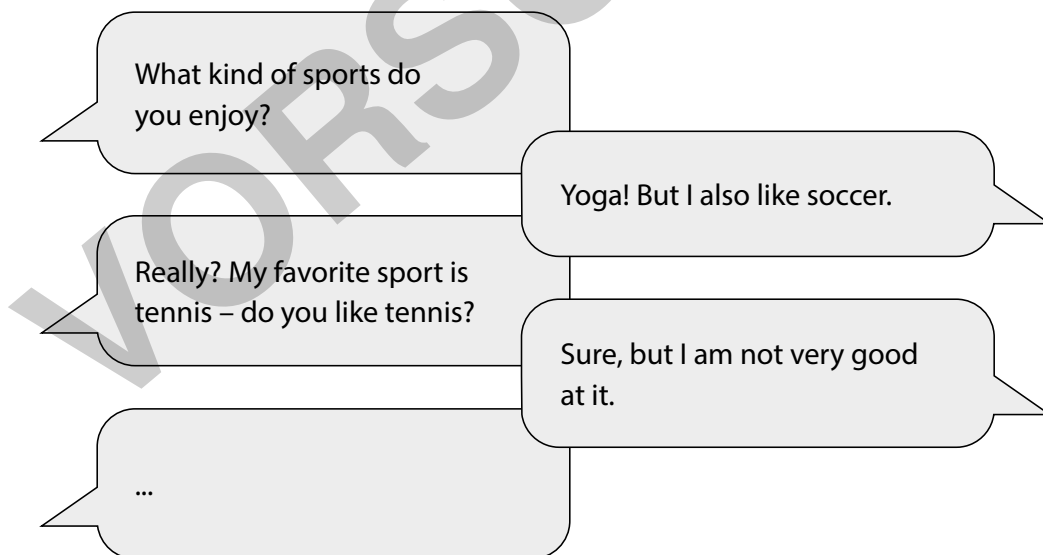 What kind of sports do
you enjoy?
Yoga! But I also like soccer.
Really? My favorite sport is
tennis – do you like tennis?
Sure, but I am not very good
at it.
...
VORS